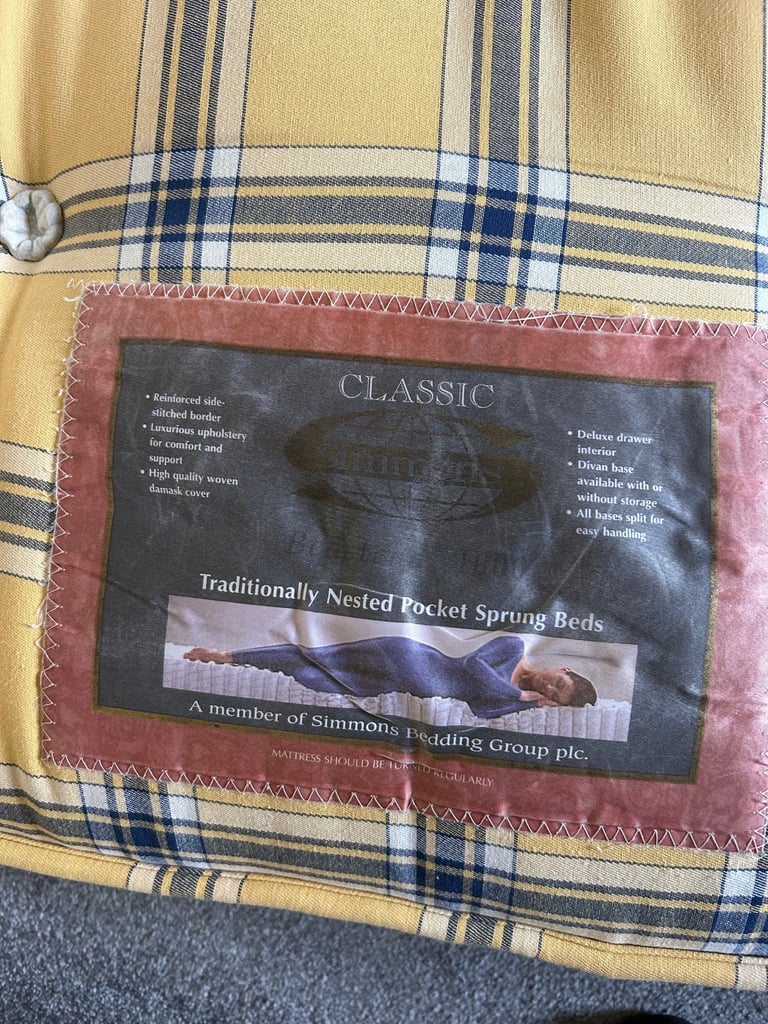 CLASSIC
• Reinforced side-
stitched border
• Luxurious upholstery
for comfort and
support
• High quality woven
damask cover
Simmons
• Deluxe drawer
interior
• Divan base
available with or
without storage
• All bases split for
easy handling
Traditionally Nested Pocket Sprung Beds
A member of Simmons Bedding Group plc.
MATTRESS SHOULD BE TURNED REGULARLY